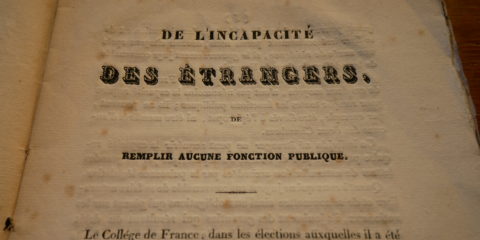 DE L'INCAPACITÉ
DES ÉTRANGERS,
DE
REMPLIR AUCUNE FONCTION PUBLIQUE.
Le Collége de France, dans les élections auxquelles il a été